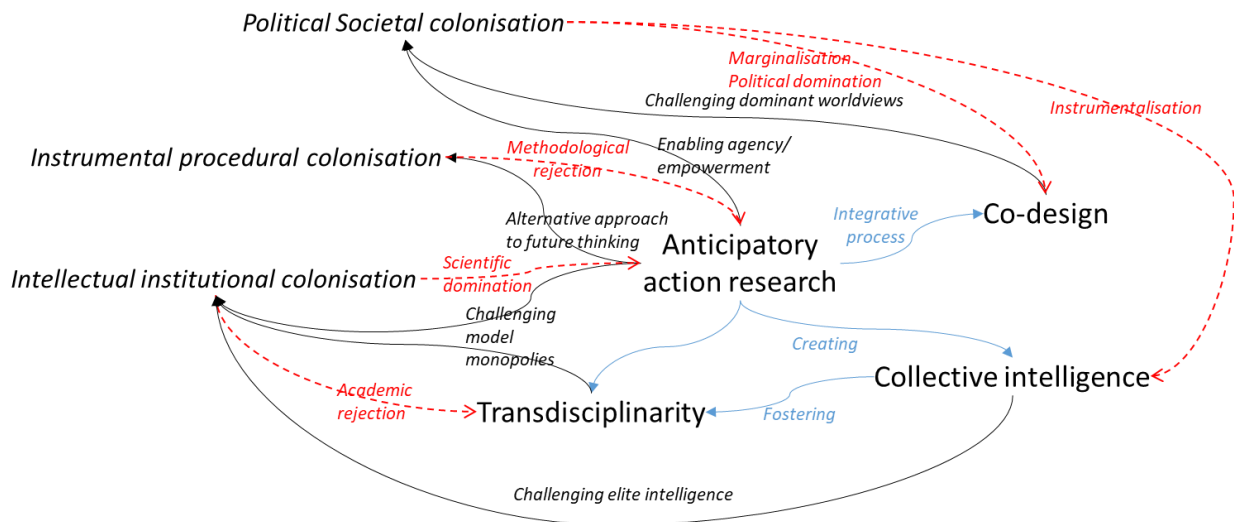 Political Societal colonisation
Marginalisation
Political domination
Challenging dominant worldviews
Instrumentalisation
Instrumental procedural colonisation
Methodological
rejection
Enabling agency/
empowerment
Co-design
Integrative
process
Alternative approach
to future thinking
Anticipatory
action research
Intellectual institutional colonisation
Scientific
domination
Challenging
model
monopolies
Creating
Collective intelligence
Academic
rejection
Transdisciplinarity
Fostering
Challenging elite intelligence